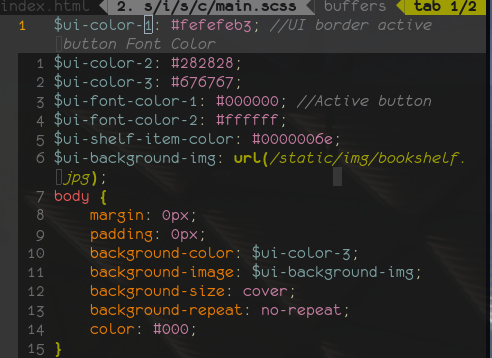 index.html 2. s/i/s/c/main.scss buffers tab 1/2
1 $ui-color-1: #fefefeb3; //UI border active
button Font Color
1 $ui-color-2: #282828;
2 $ui-color-3: #676767;
3 $ui-font-color-1: #000000; //Active button
4 $ui-font-color-2: #ffffff;
5 $ui-shelf-item-color: #0000006e;
6 $ui-background-img: url(/static/img/bookshelf.
jpg);
7 body {
8 margin: 0px;
9 padding: 0px;
10 background-color: $ui-color-3;
11 background-image: $ui-background-img;
12 background-size: cover;
13 background-repeat: no-repeat;
14 color: #000;
15 }